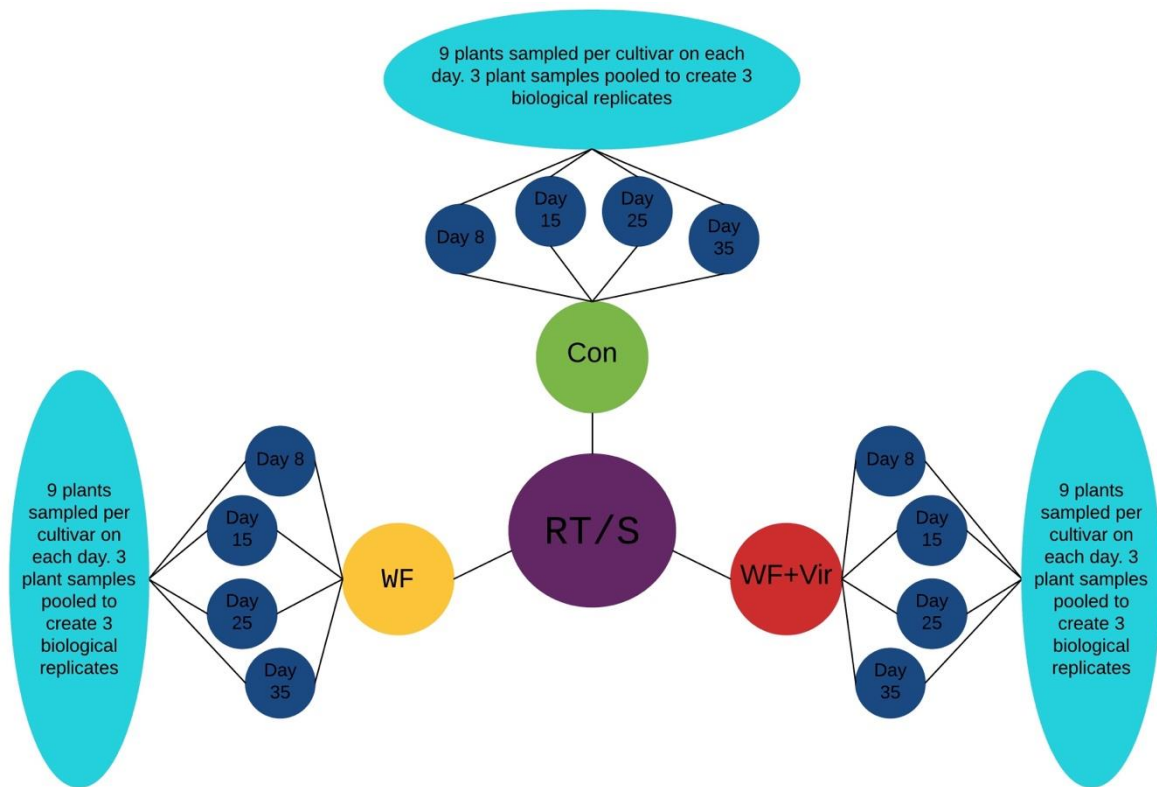 9 plants sampled per cultivar on each
day. 3 plant samples pooled to create 3
biological replicates
Day 8
Day
15
Day
25
Day
35
Con
9 plants
sampled per
cultivar on
each day. 3
plant samples
pooled to
create 3
biological
replicates
Day 8
Day
15
Day
25
Day
35
WF
RT/S
WF+Vir
Day 8
Day
15
Day
25
Day
35
9 plants
sampled per
cultivar on
each day. 3
plant samples
pooled to
create 3
biological
replicates